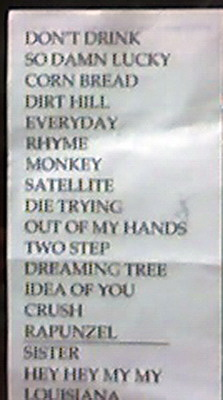 DON'T DRINK
SO DAMN LUCKY
CORN BREAD
DIRT HILL
EVERYDAY
RHYME
MONKEY
SATELLITE
DIE TRYING
OUT OF MY HANDS
TWO STEP
DREAMING TREE
IDEA OF YOU
CRUSH
RAPUNZEL
SISTER
HEY HEY MY MY
LOUISIANA